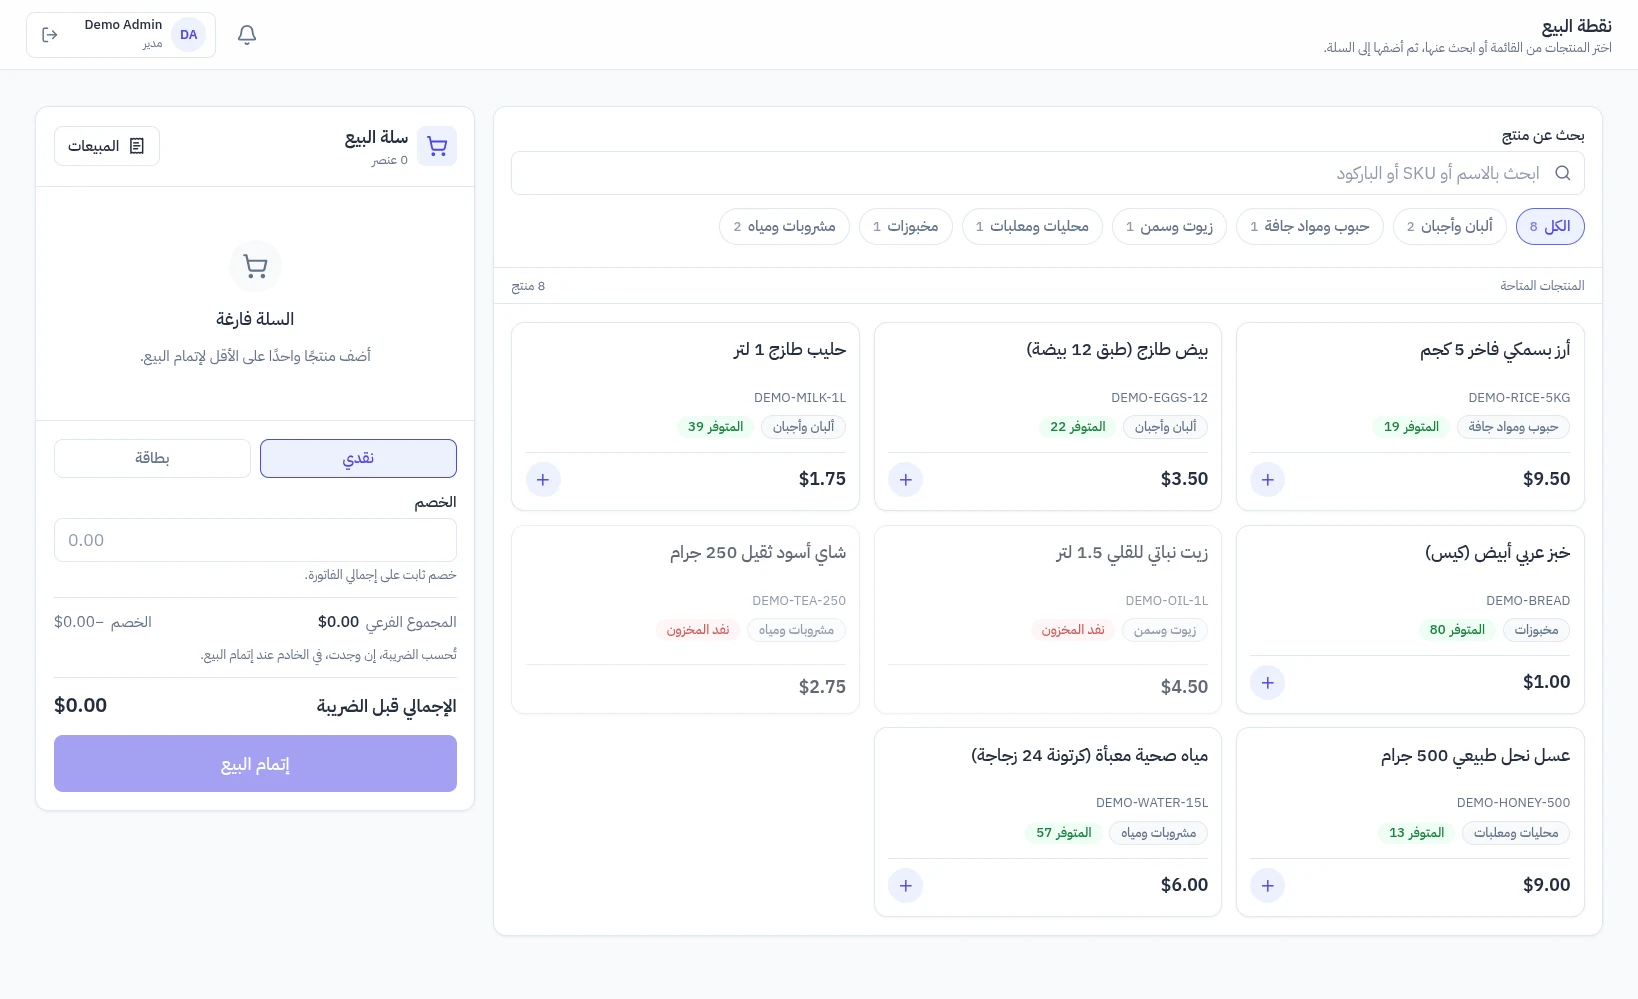 نقطة البيع
اختر المنتجات من القائمة أو ابحث عنها، ثم أضفها إلى السلة.
DA
Demo Admin
مدير
بحث عن منتج
ابحث بالاسم أو SKU أو الباركود
الكل 8
ألبان وأجبان 2
حبوب ومواد جافة 1
زيوت وسمن 1
محليات ومعلبات 1
مخبوزات 1
مشروبات ومياه 2
المنتجات المتاحة
8 منتج
أرز بسمكي فاخر 5 كجم
DEMO-RICE-5KG
حبوب ومواد جافة
المتوفر 19
$9.50
+
بيض طازج (طبق 12 بيضة)
DEMO-EGGS-12
ألبان وأجبان
المتوفر 22
$3.50
+
حليب طازج 1 لتر
DEMO-MILK-1L
ألبان وأجبان
المتوفر 39
$1.75
+
خبز عربي أبيض (كيس)
DEMO-BREAD
مخبوزات
المتوفر 80
$1.00
+
زيت نباتي للقلي 1.5 لتر
DEMO-OIL-1L
زيوت وسمن
نفد المخزون
$4.50
شاي أسود ثقيل 250 جرام
DEMO-TEA-250
مشروبات ومياه
نفد المخزون
$2.75
عسل نحل طبيعي 500 جرام
DEMO-HONEY-500
محليات ومعلبات
المتوفر 13
$9.00
+
مياه صحية معبأة (كرتونة 24 زجاجة)
DEMO-WATER-15L
مشروبات ومياه
المتوفر 57
$6.00
+
سلة البيع
0 عنصر
المبيعات
السلة فارغة
أضف منتجًا واحدًا على الأقل لإتمام البيع.
نقدي
بطاقة
الخصم
0.00
خصم ثابت على إجمالي الفاتورة.
المجموع الفرعي $0.00
الخصم −$0.00
تُحسب الضريبة، إن وجدت، في الخادم عند إتمام البيع.
الإجمالي قبل الضريبة
$0.00
إتمام البيع